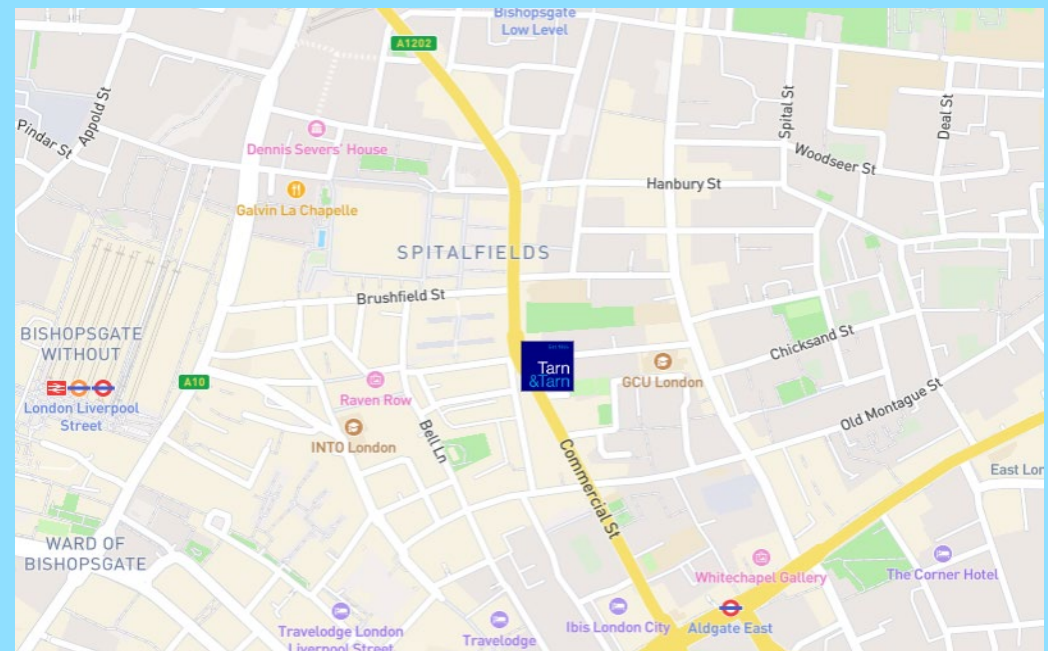 Bishopsgate
Low Level
A1202
Appold St
Pindar St
Dennis Severs' House
Galvin La Chapelle
Spital St
Deal St
Woodseer St
Hanbury St
SPITALFIELDS
Brushfield St
BISHOPSGATE
WITHOUT
London Liverpool
Street
A10
Raven Row
INTO London
Bell Ln
Tarn
&Tarn
GCU London
Chicksand St
Old Montague St
Commercial St
East Lon
WARD OF
BISHOPSGATE
Whitechapel Gallery
The Corner Hotel
Travelodge London
Liverpool Street
Travelodge
Ibis London City
Aldgate East